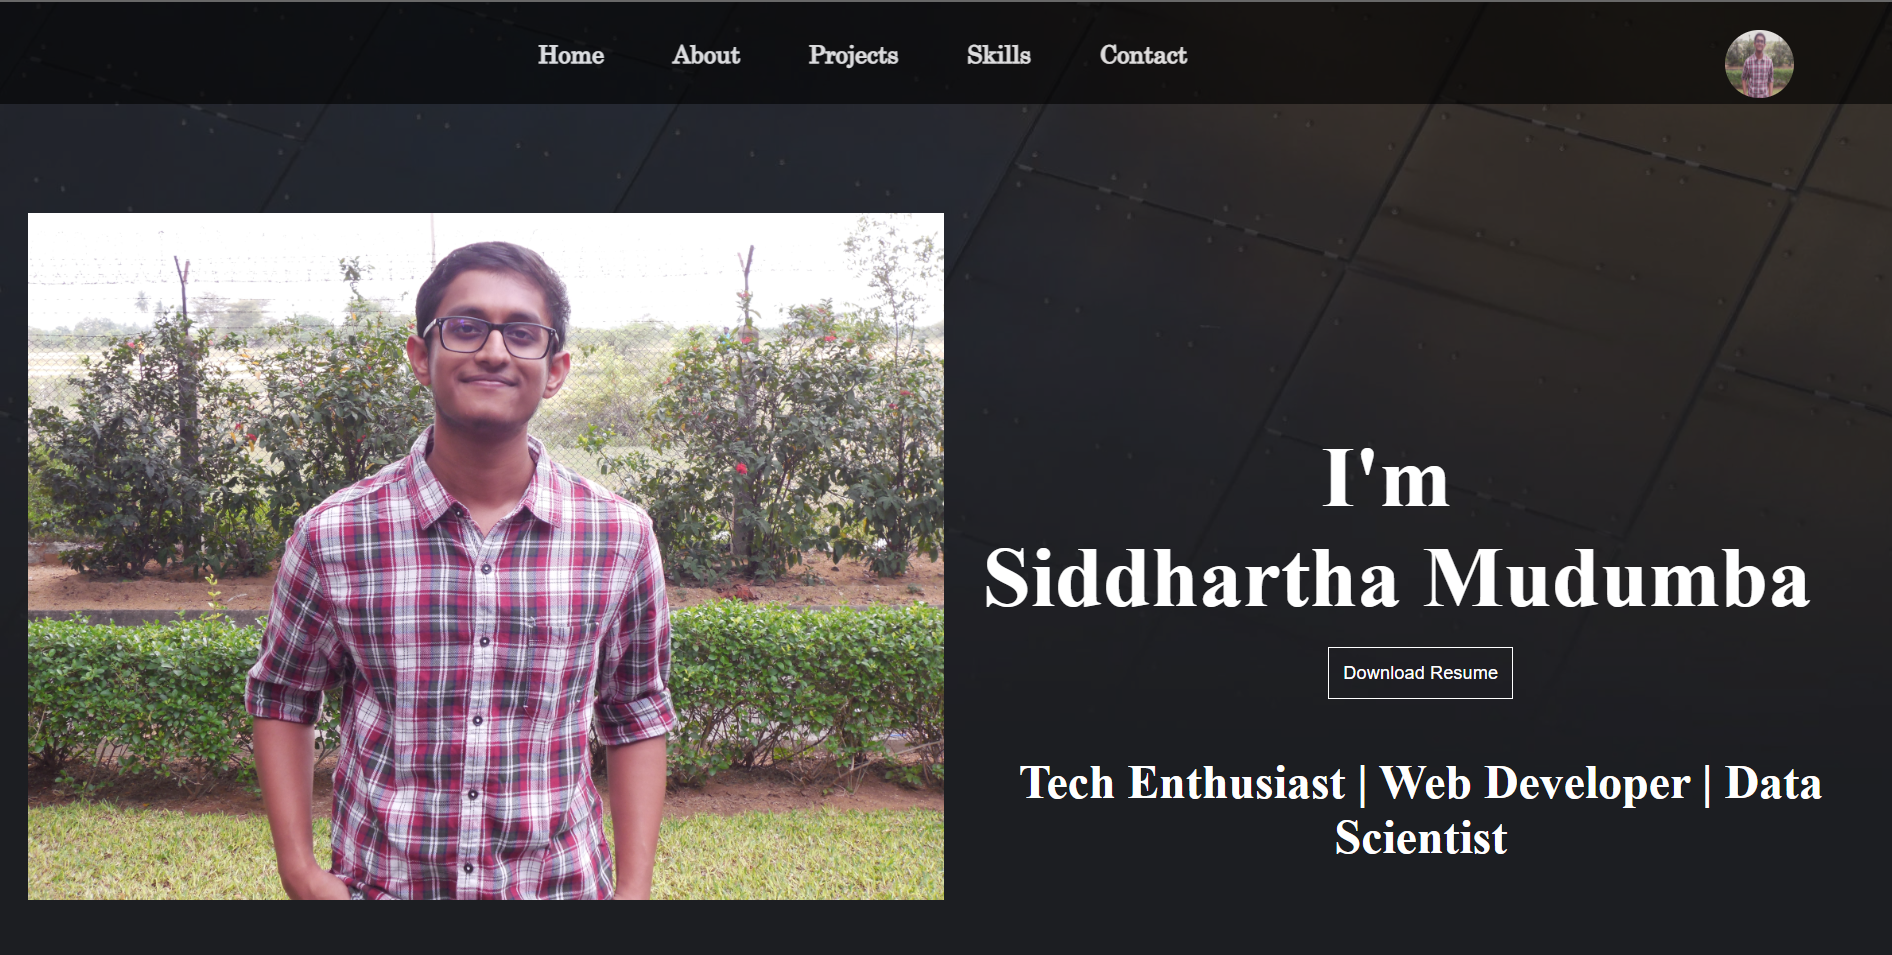 Home About Projects Skills Contact
I'm
Siddhartha Mudumba
Download Resume
Tech Enthusiast | Web Developer | Data
Scientist